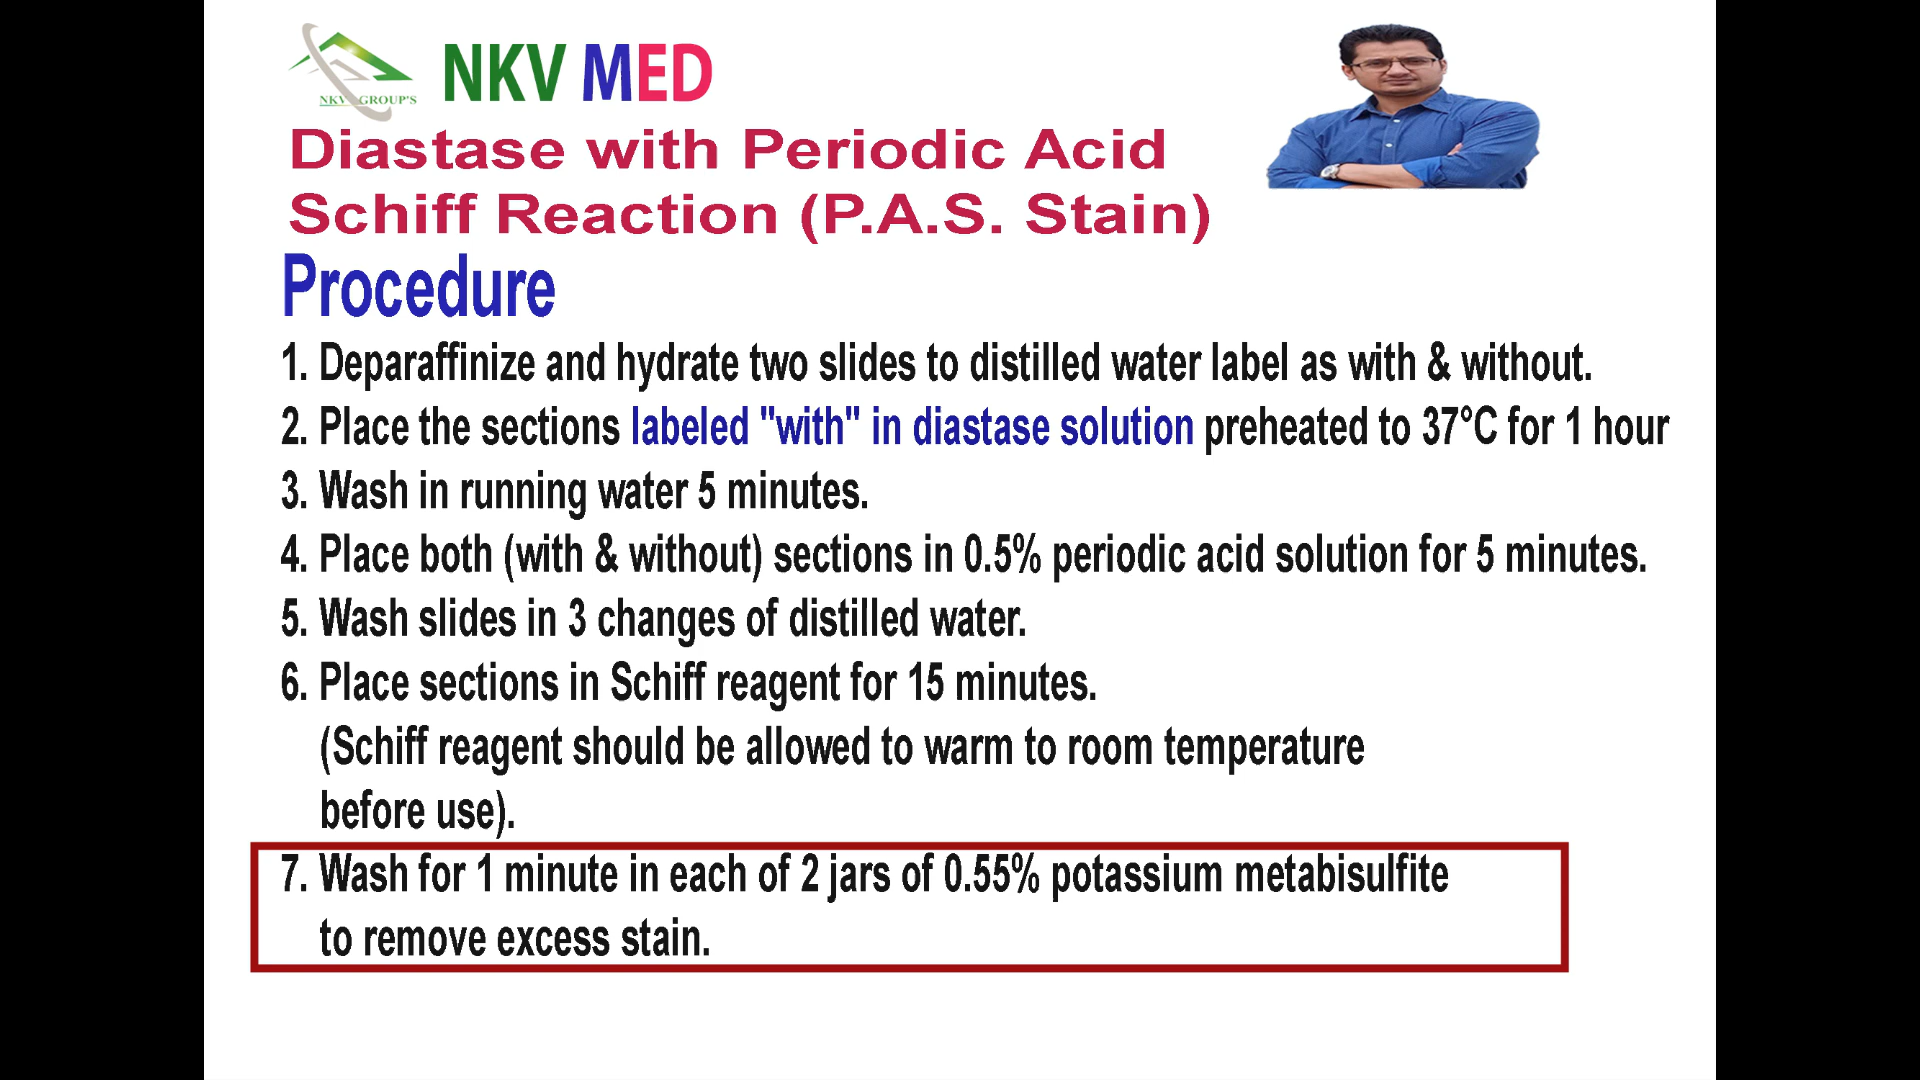 NKV GROUP'S
NKV MED
Diastase with Periodic Acid
Schiff Reaction (P.A.S. Stain)
Procedure
1. Deparaffinize and hydrate two slides to distilled water label as with & without.
2. Place the sections labeled "with" in diastase solution preheated to 37°C for 1 hour
3. Wash in running water 5 minutes.
4. Place both (with & without) sections in 0.5% periodic acid solution for 5 minutes.
5. Wash slides in 3 changes of distilled water.
6. Place sections in Schiff reagent for 15 minutes.
(Schiff reagent should be allowed to warm to room temperature
before use).
7. Wash for 1 minute in each of 2 jars of 0.55% potassium metabisulfite
to remove excess stain.